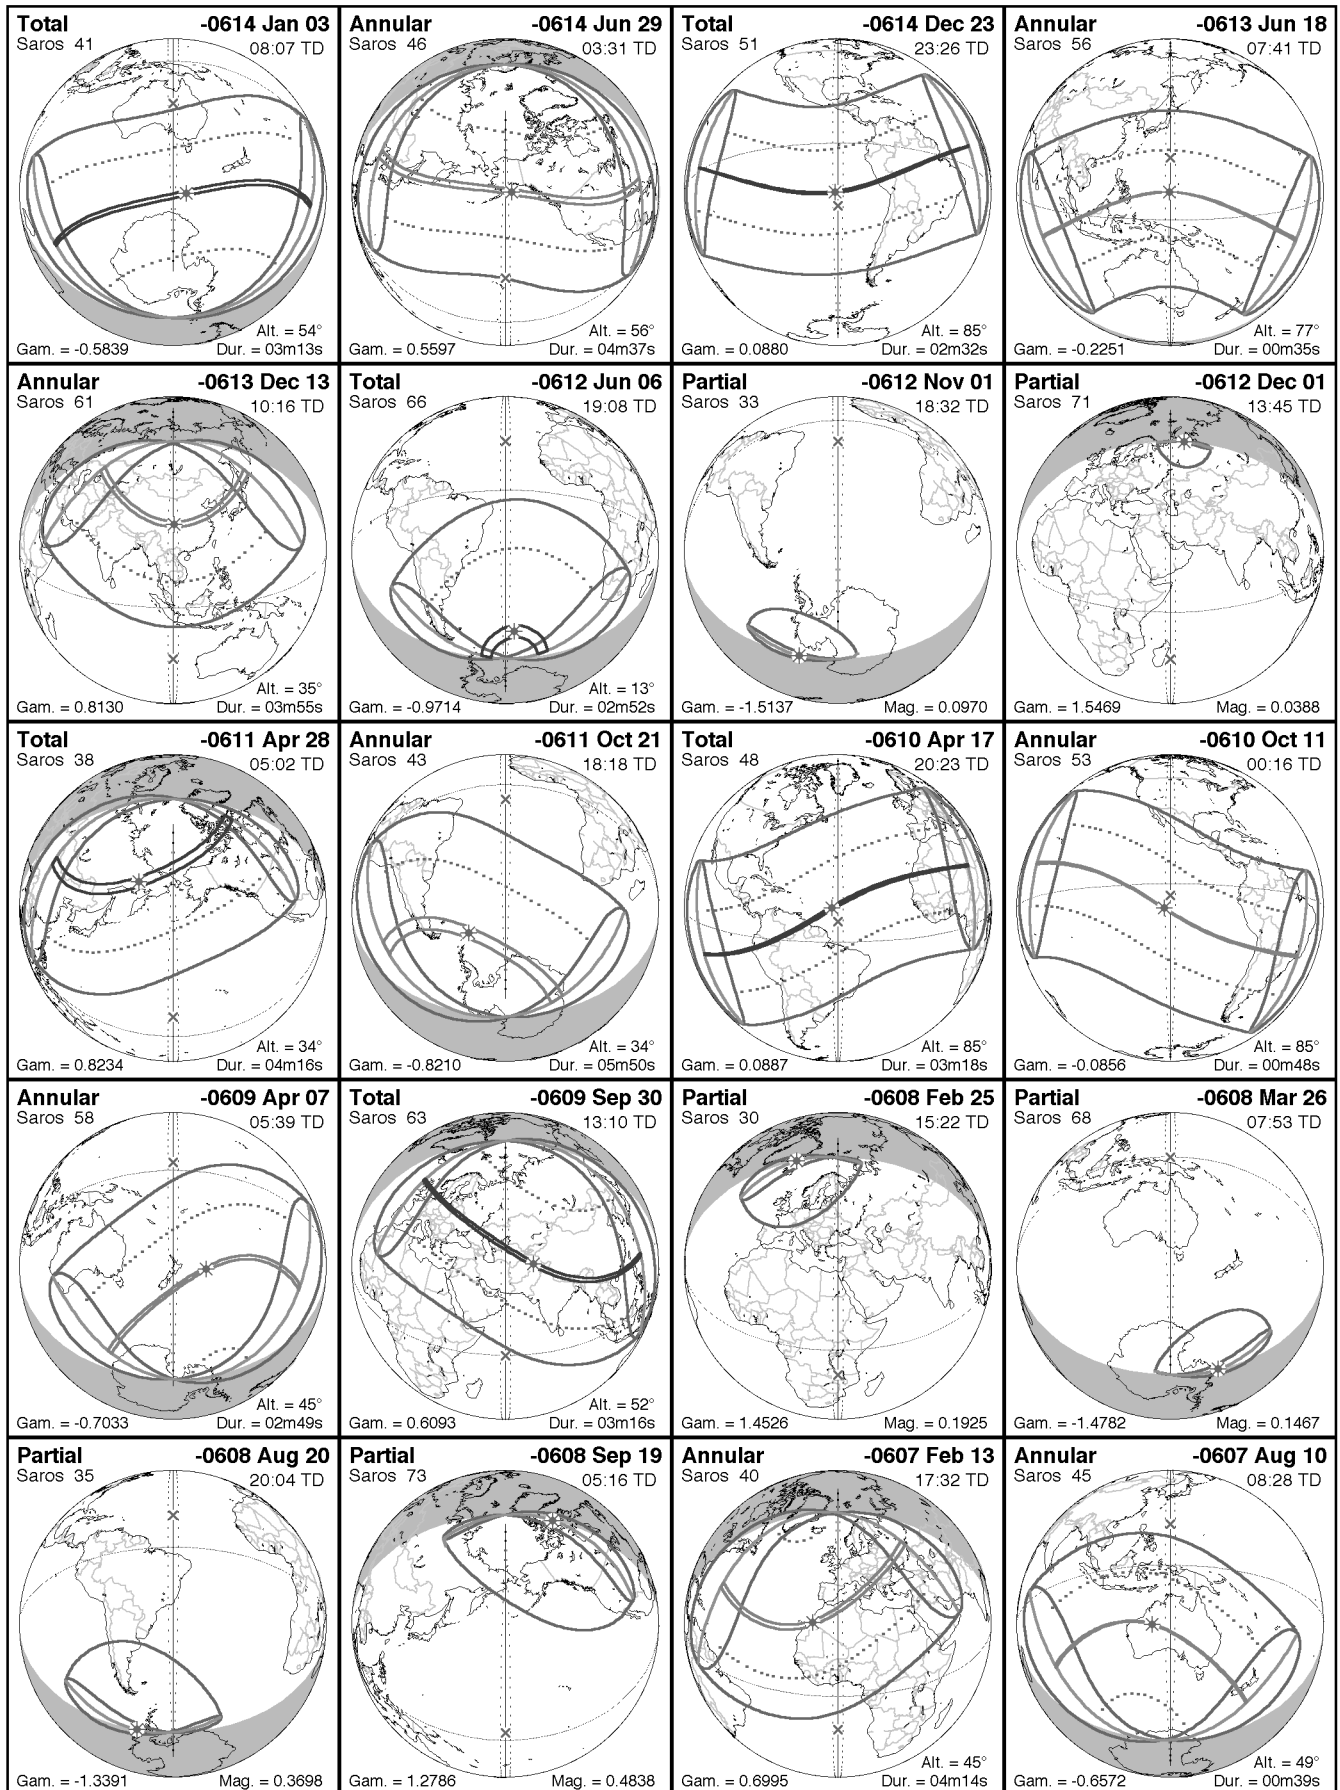 Total -0614 Jan 03
Saros 41 08:07 TD
Alt. = 54°
Gam. = -0.5839 Dur. = 03m13s
Annular -0614 Jun 29
Saros 46 03:31 TD
Alt. = 56°
Gam. = 0.5597 Dur. = 04m37s
Total -0614 Dec 23
Saros 51 23:26 TD
Alt. = 85°
Gam. = 0.0880 Dur. = 02m32s
Annular -0613 Jun 18
Saros 56 07:41 TD
Alt. = 77°
Gam. = -0.2251 Dur. = 00m35s
Annular -0613 Dec 13
Saros 61 10:16 TD
Alt. = 35°
Gam. = 0.8130 Dur. = 03m55s
Total -0612 Jun 06
Saros 66 19:08 TD
Alt. = 13°
Gam. = -0.9714 Dur. = 02m52s
Partial -0612 Nov 01
Saros 33 18:32 TD
Gam. = -1.5137 Mag. = 0.0970
Partial -0612 Dec 01
Saros 71 13:45 TD
Gam. = 1.5469 Mag. = 0.0388
Total -0611 Apr 28
Saros 38 05:02 TD
Alt. = 34°
Gam. = 0.8234 Dur. = 04m16s
Annular -0611 Oct 21
Saros 43 18:18 TD
Alt. = 34°
Gam. = -0.8210 Dur. = 05m50s
Total -0610 Apr 17
Saros 48 20:23 TD
Alt. = 85°
Gam. = 0.0887 Dur. = 03m18s
Annular -0610 Oct 11
Saros 53 00:16 TD
Alt. = 85°
Gam. = -0.0856 Dur. = 00m48s
Annular -0609 Apr 07
Saros 58 05:39 TD
Alt. = 45°
Gam. = -0.7033 Dur. = 02m49s
Total -0609 Sep 30
Saros 63 13:10 TD
Alt. = 52°
Gam. = 0.6093 Dur. = 03m16s
Partial -0608 Feb 25
Saros 30 15:22 TD
Gam. = 1.4526 Mag. = 0.1925
Partial -0608 Mar 26
Saros 68 07:53 TD
Gam. = -1.4782 Mag. = 0.1467
Partial -0608 Aug 20
Saros 35 20:04 TD
Gam. = -1.3391 Mag. = 0.3698
Partial -0608 Sep 19
Saros 73 05:16 TD
Gam. = 1.2786 Mag. = 0.4838
Annular -0607 Feb 13
Saros 40 17:32 TD
Alt. = 45°
Gam. = 0.6995 Dur. = 04m14s
Annular -0607 Aug 10
Saros 45 08:28 TD
Alt. = 49°
Gam. = -0.6572 Dur. = 00m39s